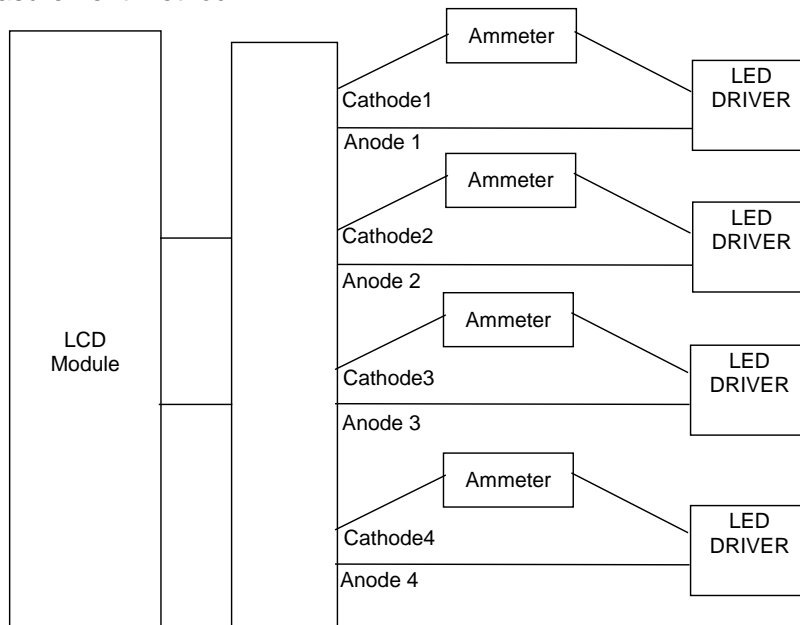 Ammeter
LED
DRIVER
Cathode1
Anode 1
Ammeter
LED
DRIVER
Cathode2
Anode 2
Ammeter
LCD
Module
LED
DRIVER
Cathode3
Anode 3
Ammeter
LED
DRIVER
Cathode4
Anode 4